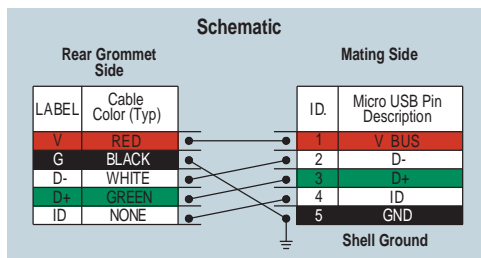 Schematic
Rear Grommet
Side
Mating Side
LABEL Cable
Color (Typ)
ID. Micro USB Pin
Description
V RED 1 V BUS
G BLACK 2 D-
D- WHITE 3 D+
D+ GREEN 4 ID
ID NONE 5 GND
Shell Ground